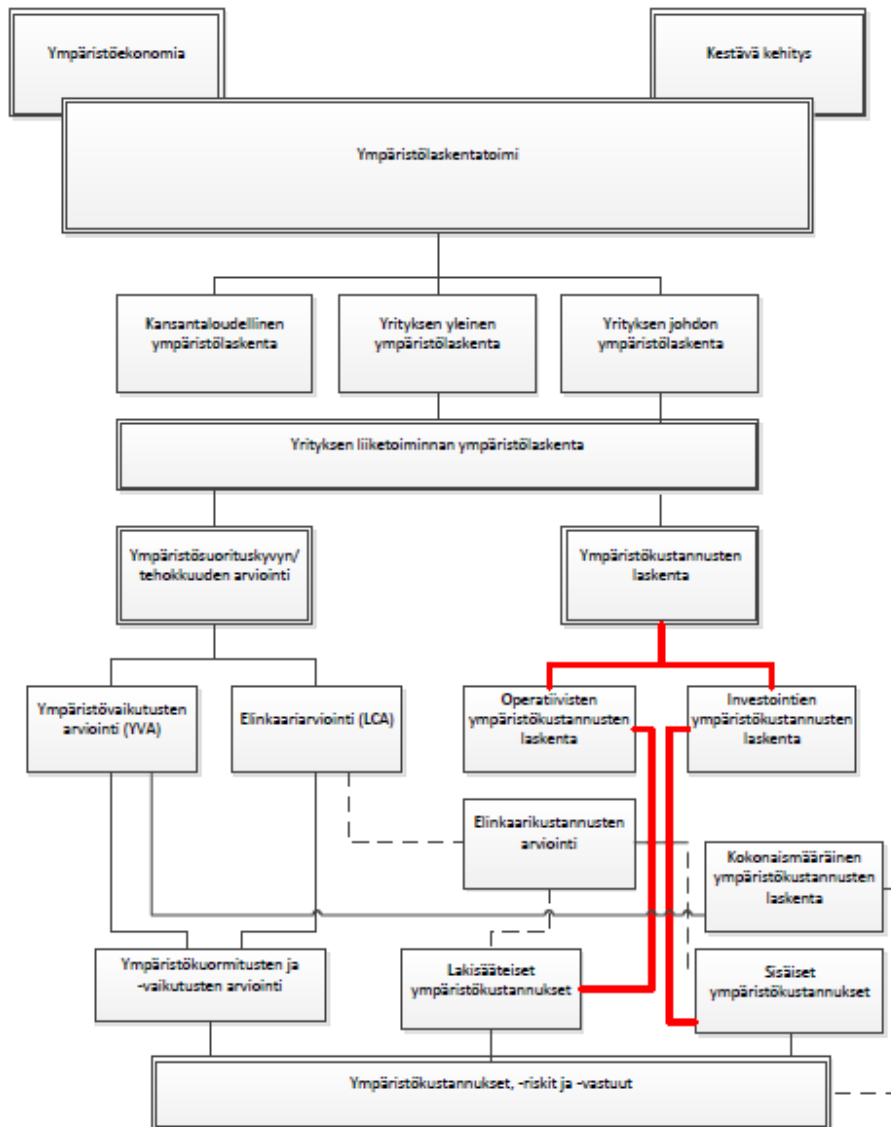 Ympäristöekonomia
Kestävä kehitys
Ympäristölaskentatoimi
Kansantaloudellinen
ympäristölaskenta
Yrityksen yleinen
ympäristölaskenta
Yrityksen johdon
ympäristölaskenta
Yrityksen liiketoiminnan ympäristölaskenta
Ympäristösuorituskyvyn/
tehokkuuden arviointi
Ympäristökustannusten
laskenta
Ympäristövaikutusten
arviointi (YVA)
Elinkaariarviointi (LCA)
Operatiivisten
ympäristökustannusten
laskenta
Investointien
ympäristökustannusten
laskenta
Elinkaarikustannusten
arviointi
Kokonaismääräinen
ympäristökustannusten
laskenta
Ympäristökuormitusten ja
-vaikutusten arviointi
Lakisääteiset
ympäristökustannukset
Sisäiset
ympäristökustannukset
Ympäristökustannukset, -riskit ja -vastuut